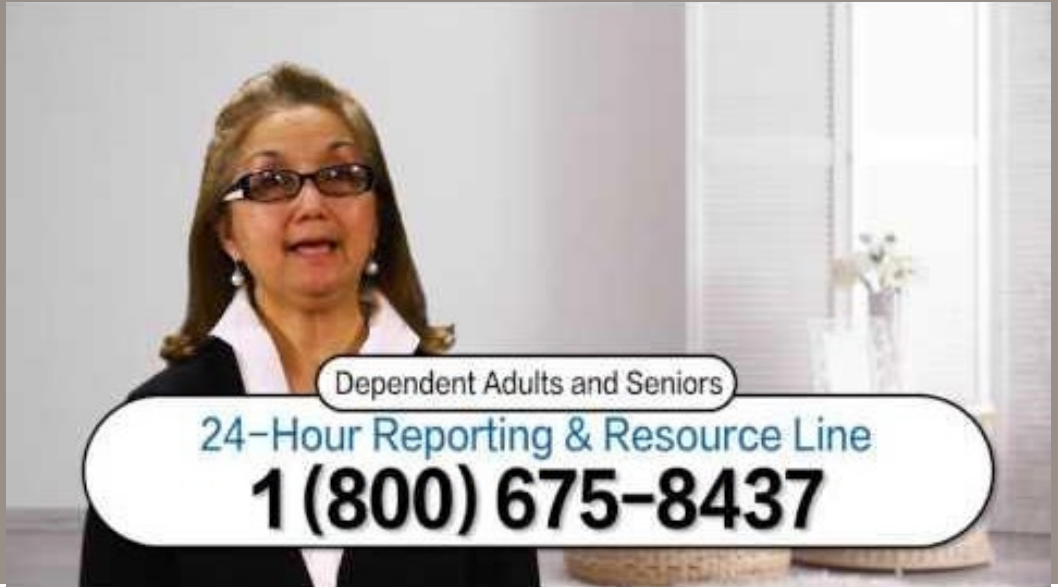 Dependent Adults and Seniors
24-Hour Reporting & Resource Line
1 (800) 675-8437